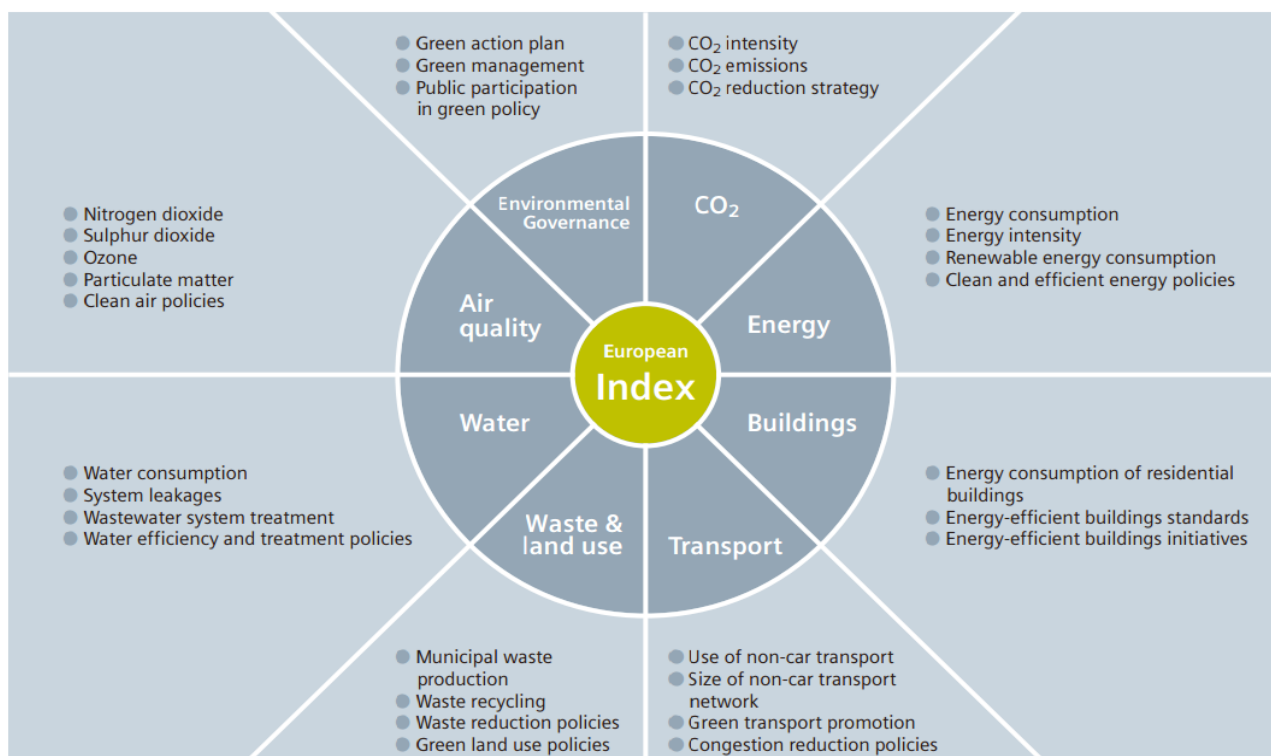 Green action plan
Green management
Public participation
in green policy
CO₂ intensity
CO₂ emissions
CO₂ reduction strategy
Environmental
Governance
CO₂
Nitrogen dioxide
Sulphur dioxide
Ozone
Particulate matter
Clean air policies
Energy consumption
Energy intensity
Renewable energy consumption
Clean and efficient energy policies
Air
quality
Energy
European
Index
Water
Buildings
Water consumption
System leakages
Wastewater system treatment
Water efficiency and treatment policies
Energy consumption of residential
buildings
Energy-efficient buildings standards
Energy-efficient buildings initiatives
Waste &
land use
Transport
Municipal waste
production
Waste recycling
Waste reduction policies
Green land use policies
Use of non-car transport
Size of non-car transport
network
Green transport promotion
Congestion reduction policies